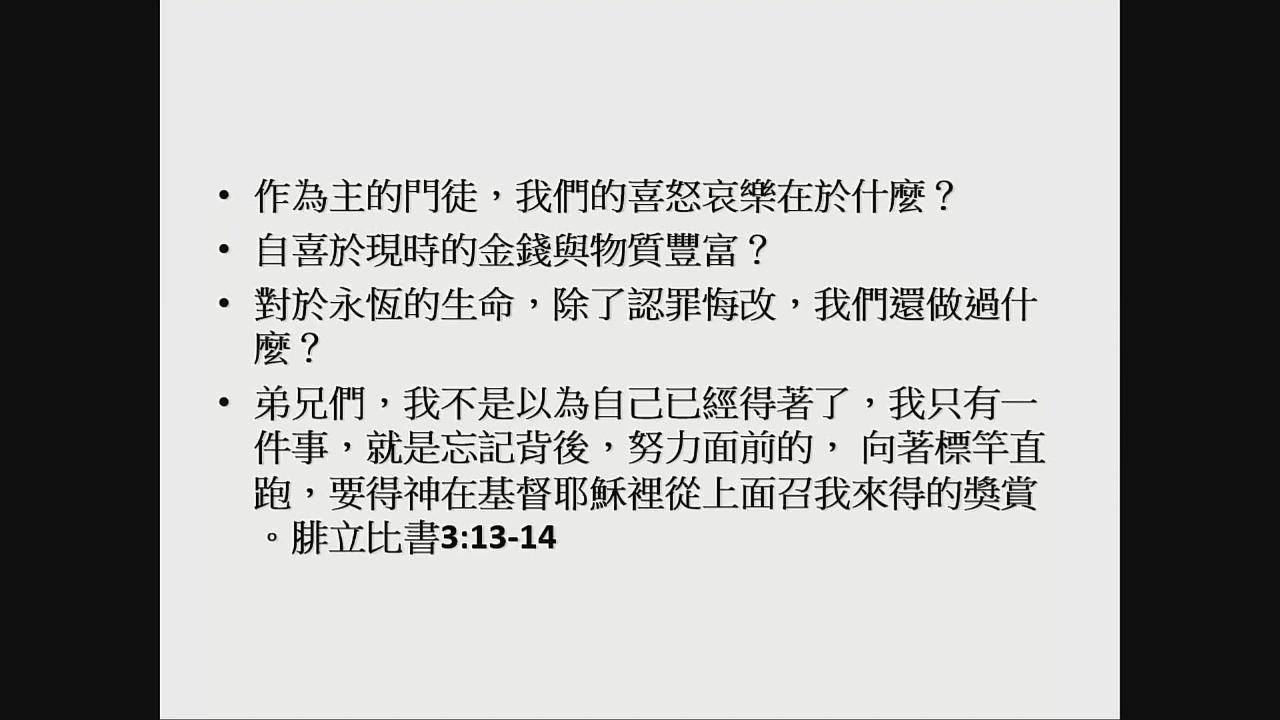 • 作為主的門徒，我們的喜怒哀樂在於什麼？
• 自喜於現時的金錢與物質豐富？
• 對於永恆的生命，除了認罪悔改，我們還做過什
麼？
• 弟兄們，我不是以為自己已經得著了，我只有一
件事，就是忘記背後，努力面前的， 向著標竿直
跑，要得神在基督耶穌裡從上面召我來得的獎賞
。腓立比書3:13-14